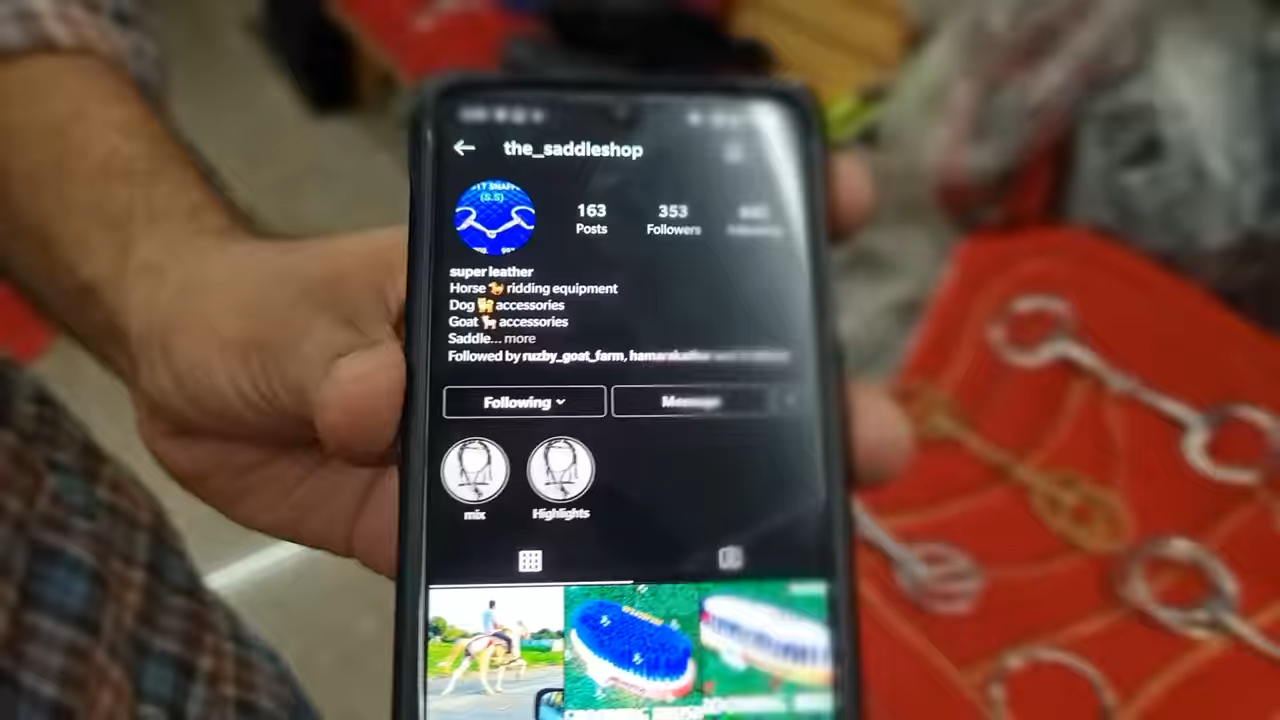 the_saddleshop
(S.S)
163 353
Posts Followers
super leather
Horse 🐎 ridding equipment
Dog 🐕 accessories
Goat 🐐 accessories
Saddle... more
Followed by ruzby_goat_farm,
Following Message
mix Highlights